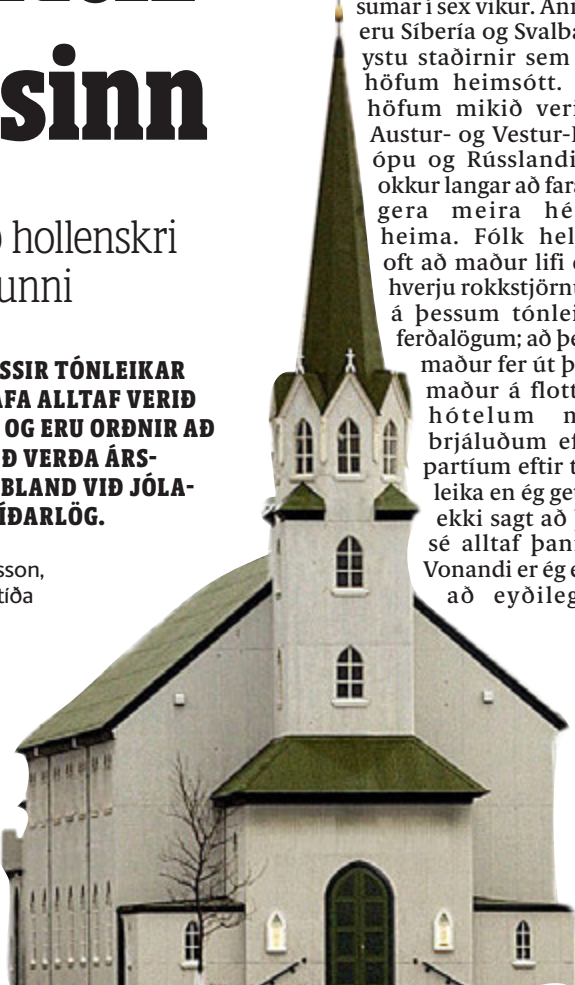 sinn
hollenskri
unni
SSIR TÓNLEIKAR
AFA ALLTAF VERIÐ
OG ERU ORÐNIR AÐ
Ð VERÐA ÁRS-
BLAND VIÐ JÓLA-
ÍÐARLÖG.
sson,
tíða
sumar í sex vikur. Ann
eru Síbería og Svalba
ystu staðirnir sem
höfum heimsótt.
höfum mikið veri
Austur- og Vestur-
ópu og Rússlandi
okkur langar að fara
gera meira hé
heima. Fólk hel
oft að maður lifi
hverju rokkstjörnu
á þessum tónlei
ferðalögum; að þe
maður fer út þ
maður á flott
hótelum
brjáluðum ef
partíum eftir t
leika en ég ge
ekki sagt að
sé alltaf þan
Vonandi er ég e
að eyðileg